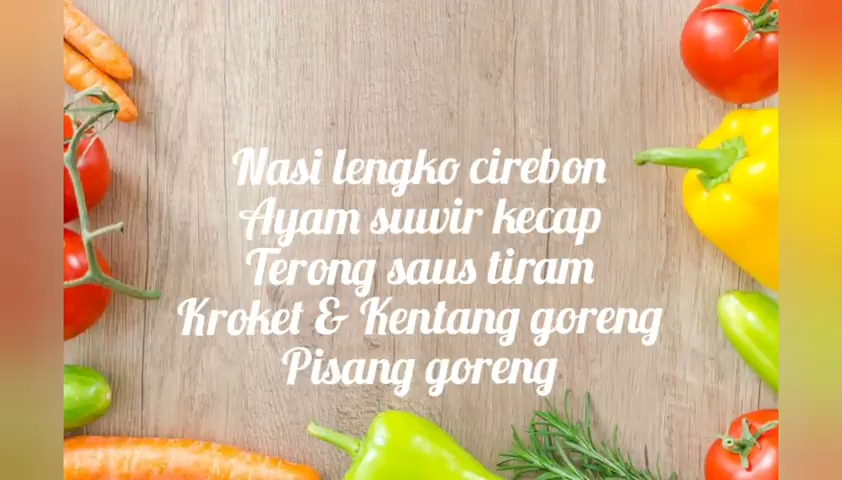 Nasi lengko cirebon
Ayam suwir kecap
Terong saus tiram
Kroket & Kentang goreng
Pisang goreng